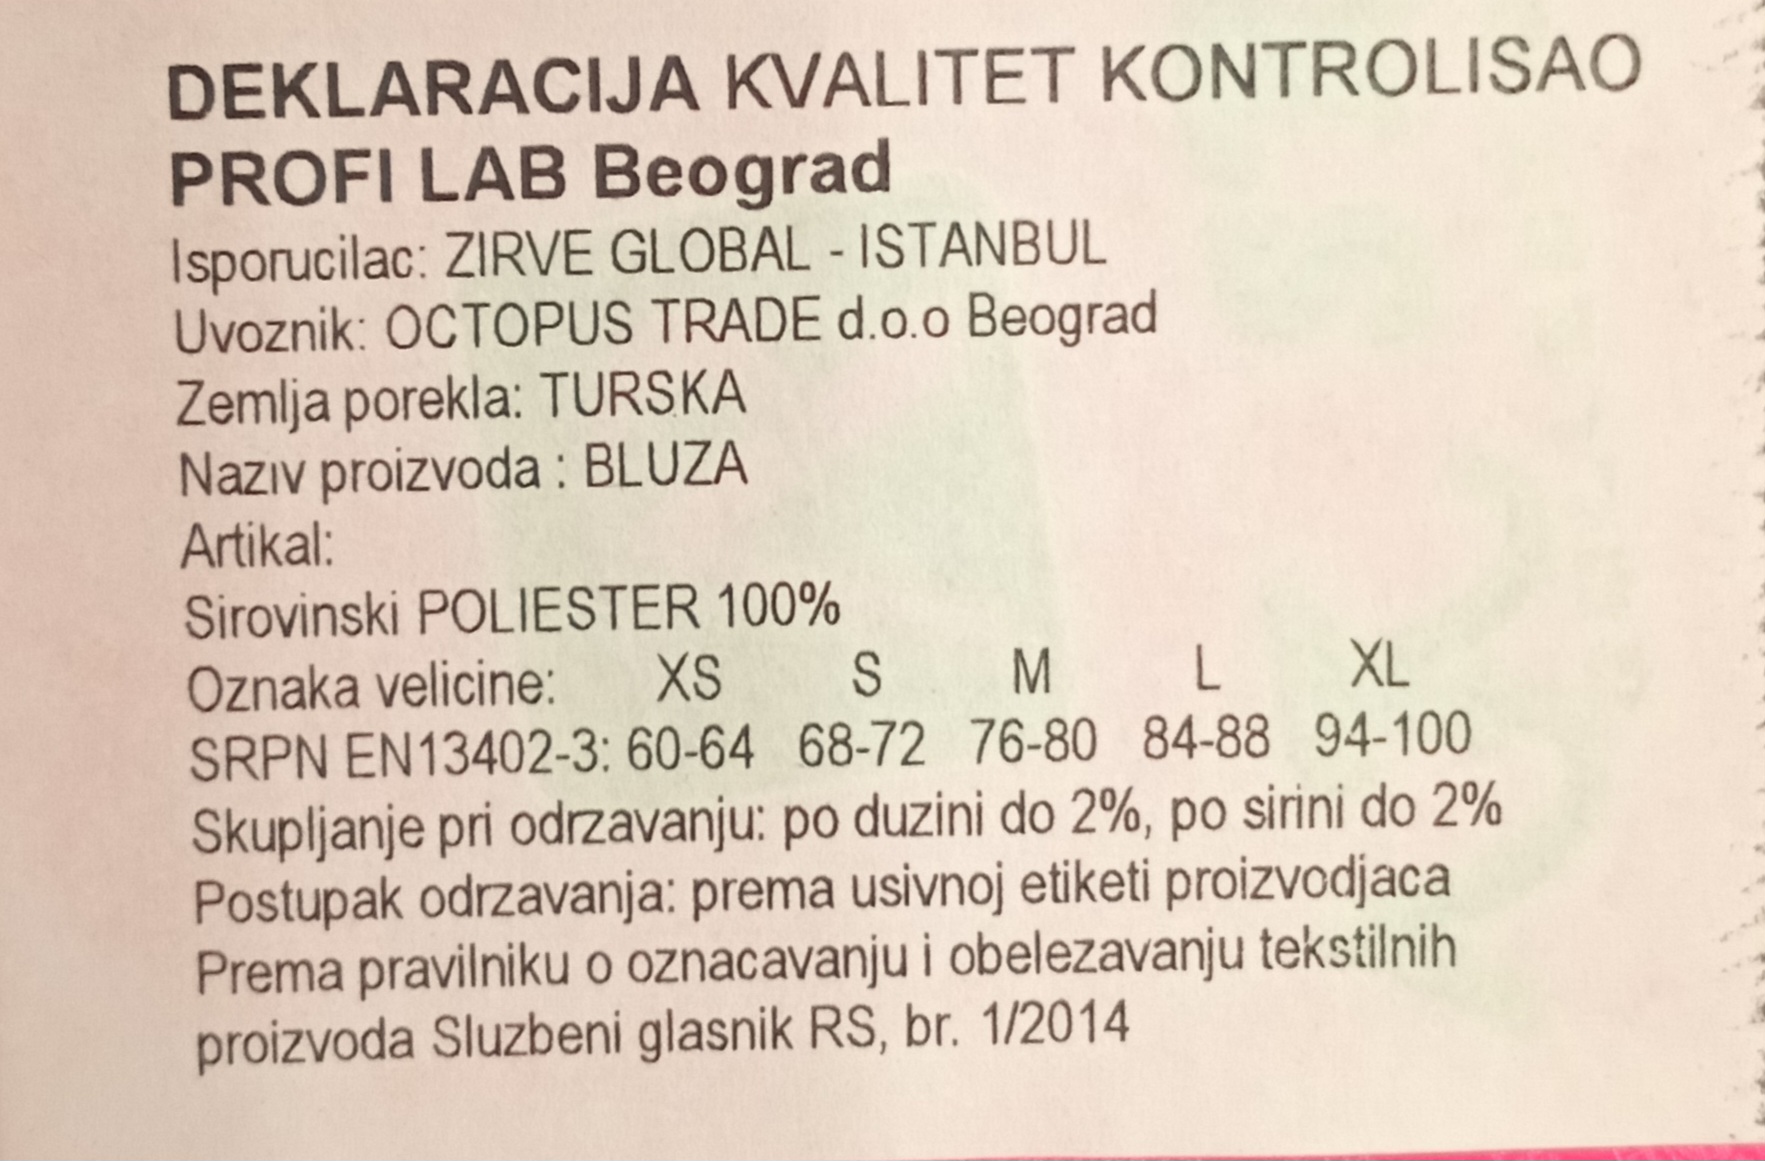 DEKLARACIJA KVALITET KONTROLISAO
PROFI LAB Beograd
Isporucilac: ZIRVE GLOBAL - ISTANBUL
Uvoznik: OCTOPUS TRADE d.o.o Beograd
Zemlja porekla: TURSKA
Naziv proizvoda : BLUZA
Artikal:
Sirovinski POLIESTER 100%
Oznaka velicine: XS S M L XL
SRPN EN13402-3: 60-64 68-72 76-80 84-88 94-100
Skupljanje pri odrzavanju: po duzini do 2%, po sirini do 2%
Postupak odrzavanja: prema usivnoj etiketi proizvodjaca
Prema pravilniku o oznacavanju i obelezavanju tekstilnih
proizvoda Sluzbeni glasnik RS, br. 1/2014